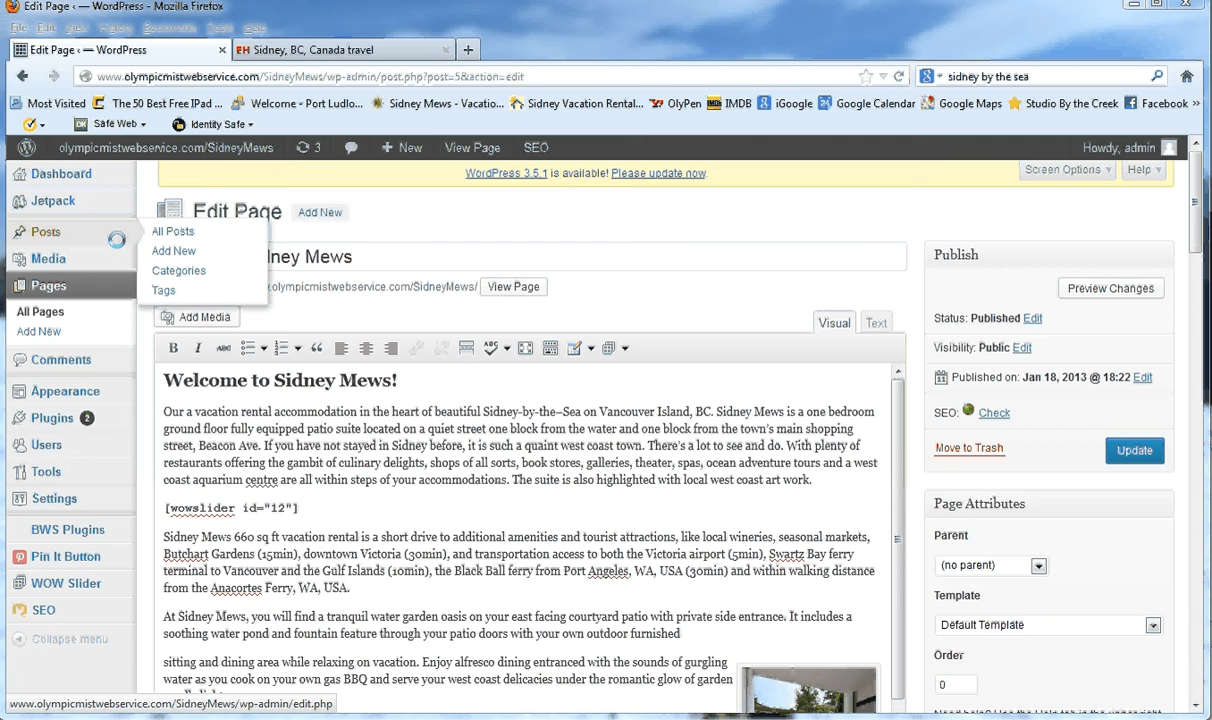 Edit Page ‹ — WordPress - Mozilla Firefox
File Edit View History Bookmarks Tools Help
Edit Page ‹ — WordPress × EH Sidney, BC, Canada travel × +
www.olympicmistwebservice.com/SidneyMews/wp-admin/post.php?post=5&action=edit
sidney by the sea
Most Visited The 50 Best Free IPad ... Welcome - Port Ludlo... Sidney Mews - Vacatio... Sidney Vacation Rental... OlyPen IMDB iGoogle Google Calendar Google Maps Studio By the Creek Facebook »
Safe Web Identity Safe
olympicmistwebservice.com/SidneyMews 3 + New View Page SEO Howdy, admin
Dashboard
Jetpack
Posts
Media
Pages
All Pages
Add New
Comments
Appearance
Plugins 2
Users
Tools
Settings
BWS Plugins
Pin It Button
WOW Slider
SEO
Collapse menu
All Posts
Add New
Categories
Tags
WordPress 3.5.1 is available! Please update now.
Screen Options Help
Edit Page Add New
ney Mews
.olympicmistwebservice.com/SidneyMews/ View Page
Add Media
Visual Text
B I ABC
Welcome to Sidney Mews!
Our a vacation rental accommodation in the heart of beautiful Sidney-by-the–Sea on Vancouver Island, BC. Sidney Mews is a one bedroom
ground floor fully equipped patio suite located on a quiet street one block from the water and one block from the town's main shopping
street, Beacon Ave. If you have not stayed in Sidney before, it is such a quaint west coast town. There's a lot to see and do. With plenty of
restaurants offering the gambit of culinary delights, shops of all sorts, book stores, galleries, theater, spas, ocean adventure tours and a west
coast aquarium centre are all within steps of your accommodations. The suite is also highlighted with local west coast art work.
[wowslider id="12"]
Sidney Mews 660 sq ft vacation rental is a short drive to additional amenities and tourist attractions, like local wineries, seasonal markets,
Butchart Gardens (15min), downtown Victoria (30min), and transportation access to both the Victoria airport (5min), Swartz Bay ferry
terminal to Vancouver and the Gulf Islands (10min), the Black Ball ferry from Port Angeles, WA, USA (30min) and within walking distance
from the Anacortes Ferry, WA, USA.
At Sidney Mews, you will find a tranquil water garden oasis on your east facing courtyard patio with private side entrance. It includes a
soothing water pond and fountain feature through your patio doors with your own outdoor furnished
sitting and dining area while relaxing on vacation. Enjoy alfresco dining entranced with the sounds of gurgling
water as you cook on your own gas BBQ and serve your west coast delicacies under the romantic glow of garden
Publish
Preview Changes
Status: Published Edit
Visibility: Public Edit
Published on: Jan 18, 2013 @ 18:22 Edit
SEO: Check
Move to Trash Update
Page Attributes
Parent
(no parent)
Template
Default Template
Order
0
www.olympicmistwebservice.com/SidneyMews/wp-admin/edit.php